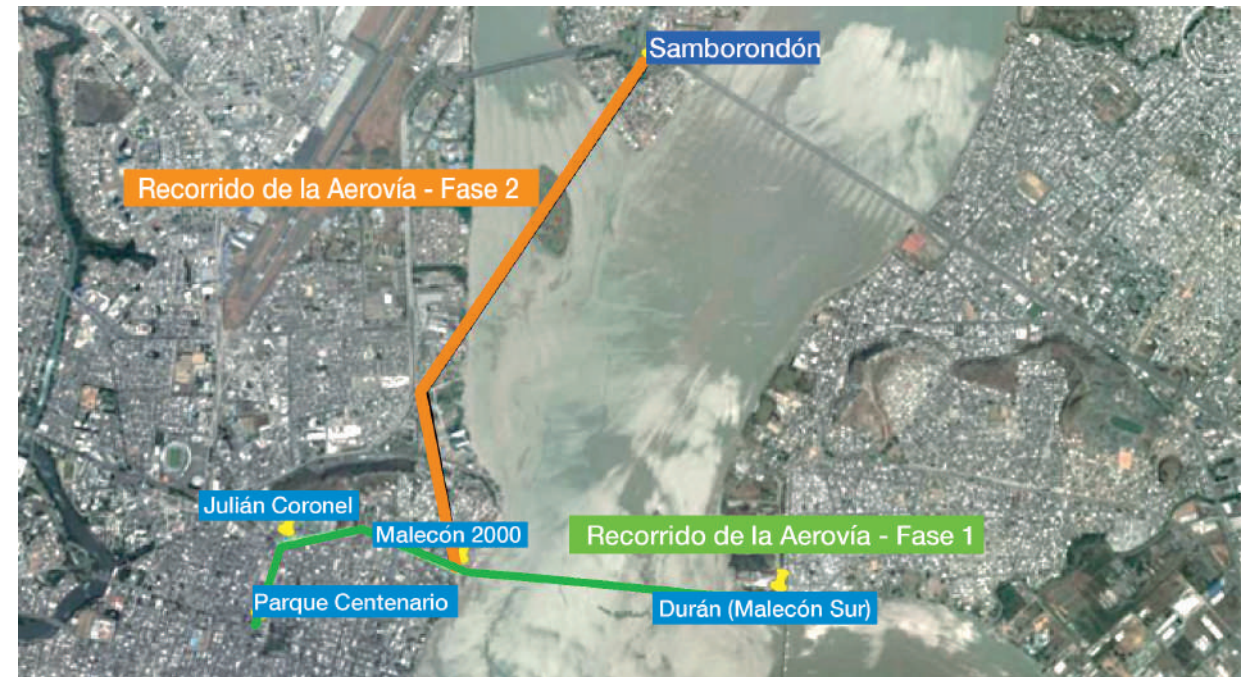 Samborondón
Recorrido de la Aerovía - Fase 2
Julián Coronel
Malecón 2000
Recorrido de la Aerovía - Fase 1
Parque Centenario
Durán (Malecón Sur)